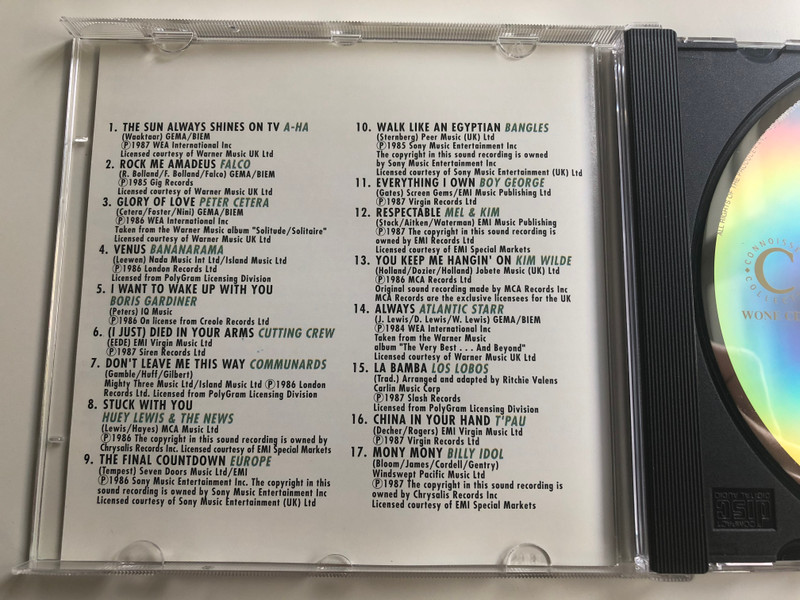 1. THE SUN ALWAYS SHINES ON TV A-HA
(Waaktaar) GEMA/BIEM
Ⓟ1987 WEA International Inc
Licensed courtesy of Warner Music UK Ltd
2. ROCK ME AMADEUS FALCO
(R. Bolland/F. Bolland/Falco) GEMA/BIEM
Ⓟ1985 Gig Records
Licensed courtesy of Warner Music UK Ltd
3. GLORY OF LOVE PETER CETERA
(Cetera/Foster/Nini) GEMA/BIEM
Ⓟ1986 WEA International Inc
Taken from the Warner Music album "Solitude/Solitaire"
Licensed courtesy of Warner Music UK Ltd
4. VENUS BANANARAMA
(Leewen) Nada Music Int Ltd/Island Music Ltd
Ⓟ1986 London Records Ltd
Licensed from PolyGram Licensing Division
5. I WANT TO WAKE UP WITH YOU
BORIS GARDINER
(Peters) IQ Music
Ⓟ1986 On license from Creole Records Ltd
6. (I JUST) DIED IN YOUR ARMS CUTTING CREW
(EEDE) EMI Virgin Music Ltd
Ⓟ1987 Siren Records Ltd
7. DON'T LEAVE ME THIS WAY COMMUNARDS
(Gamble/Huff/Gilbert)
Mighty Three Music Ltd/Island Music Ltd Ⓟ1986 London
Records Ltd. Licensed from PolyGram Licensing Division
8. STUCK WITH YOU
HUEY LEWIS & THE NEWS
(Lewis/Hayes) MCA Music Ltd
Ⓟ1986 The copyright in this sound recording is owned by
Chrysalis Records Inc. Licensed courtesy of EMI Special Markets
9. THE FINAL COUNTDOWN EUROPE
(Tempest) Seven Doors Music Ltd/EMI
Ⓟ1986 Sony Music Entertainment Inc. The copyright in this
sound recording is owned by Sony Music Entertainment Inc
Licensed courtesy of Sony Music Entertainment (UK) Ltd
10. WALK LIKE AN EGYPTIAN BANGLES
(Sternberg) Peer Music (UK) Ltd
Ⓟ1985 Sony Music Entertainment Inc
The copyright in this sound recording is owned
by Sony Music Entertainment Inc
Licensed courtesy of Sony Music Entertainment (UK) Ltd
11. EVERYTHING I OWN BOY GEORGE
(Gates) Screen Gems/EMI Music Publishing Ltd
Ⓟ1987 Virgin Records Ltd
12. RESPECTABLE MEL & KIM
(Stock/Aitken/Waterman) EMI Music Publishing
Ⓟ1987 The copyright in this sound recording is
owned by EMI Records Ltd
Licensed courtesy of EMI Special Markets
13. YOU KEEP ME HANGIN' ON KIM WILDE
(Holland/Dozier/Holland) Jobete Music (UK) Ltd
Ⓟ1986 MCA Records Ltd
Original sound recording made by MCA Records Inc
MCA Records are the exclusive licensees for the UK
14. ALWAYS ATLANTIC STARR
(J. Lewis/D. Lewis/W. Lewis) GEMA/BIEM
Ⓟ1984 WEA International Inc
Taken from the Warner Music
album "The Very Best . . . And Beyond"
Licensed courtesy of Warner Music UK Ltd
15. LA BAMBA LOS LOBOS
(Trad.) Arranged and adapted by Ritchie Valens
Carlin Music Corp
Ⓟ1987 Slash Records
Licensed from PolyGram Licensing Division
16. CHINA IN YOUR HAND T'PAU
(Decher/Rogers) EMI Virgin Music Ltd
Ⓟ1987 Virgin Records Ltd
17. MONY MONY BILLY IDOL
(Bloom/James/Cordell/Gentry)
Windswept Pacific Music Ltd
Ⓟ1987 The copyright in this sound recording is
owned by Chrysalis Records Inc
Licensed courtesy of EMI Special Markets
COMPACT
disc
DIGITAL AUDIO
C